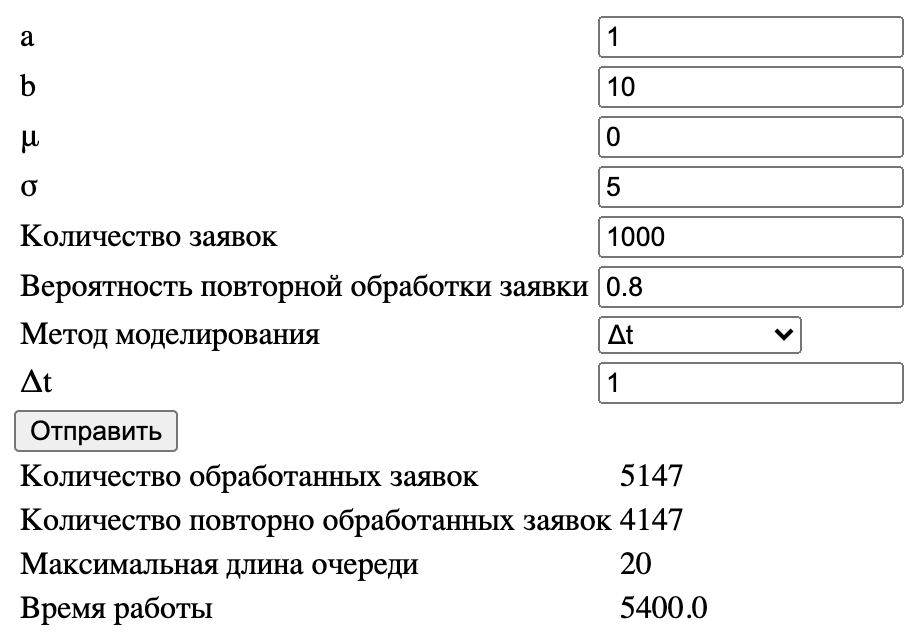 a 1
b 10
μ 0
σ 5
Количество заявок 1000
Вероятность повторной обработки заявки 0.8
Метод моделирования Δt
Δt 1
Отправить
Количество обработанных заявок 5147
Количество повторно обработанных заявок 4147
Максимальная длина очереди 20
Время работы 5400.0